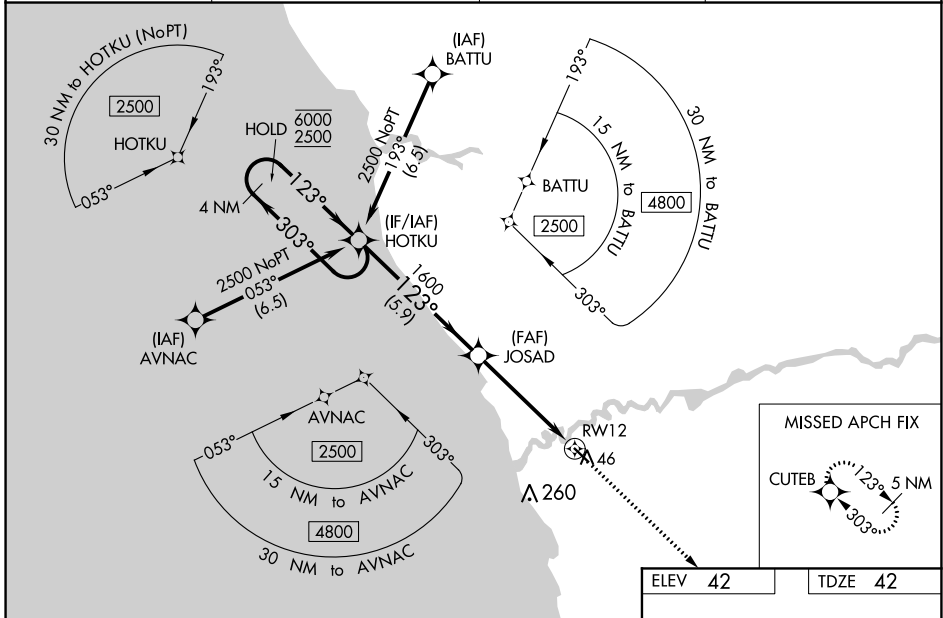 30 NM to HOTKU (NoPT)
2500
193°
HOTKU
053°
(IAF)
BATTU
HOLD 6000
2500
2500 NoPT
193°
(6.5)
4 NM
123°
303°
(IF/IAF)
HOTKU
2500 NoPT
053°
(6.5)
(IAF)
AVNAC
1600
123°
(5.9)
(FAF)
JOSAD
193°
15 NM to BATTU
30 NM to BATTU
BATTU
2500
4800
303°
AVNAC
053°
303°
2500
15 NM to AVNAC
4800
30 NM to AVNAC
RW12
46
260
MISSED APCH FIX
CUTEB
123°
5 NM
303°
ELEV 42
TDZE 42